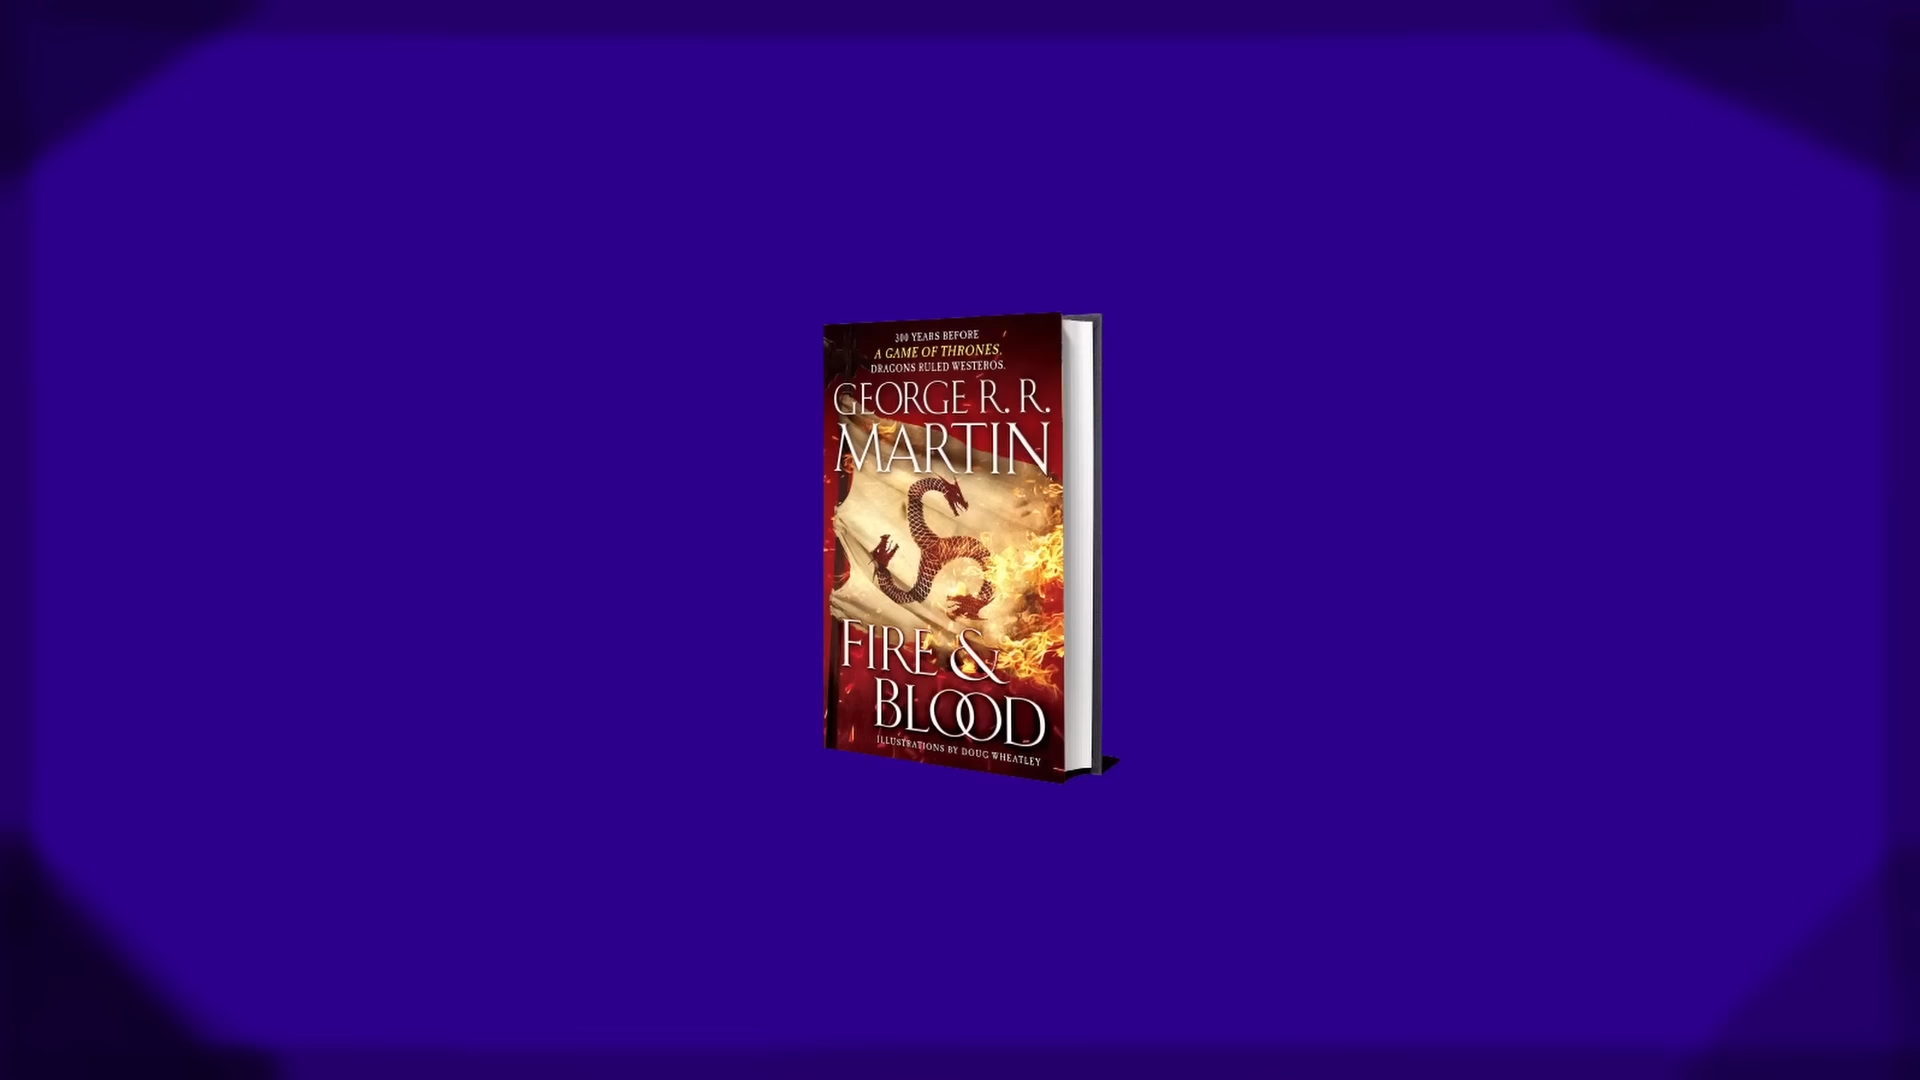 300 YEARS BEFORE
A GAME OF THRONES,
DRAGONS RULED WESTEROS.
GEORGE R. R.
MARTIN
FIRE &
BLOOD
ILLUSTRATIONS BY DOUG WHEATLEY